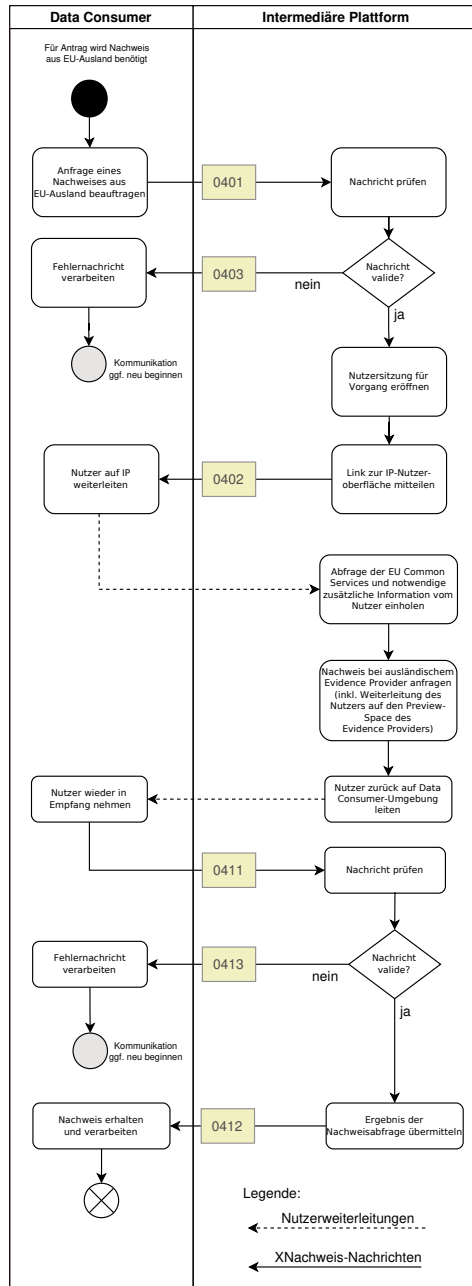 Data Consumer
Intermediäre Plattform
Für Antrag wird Nachweis
aus EU-Ausland benötigt
Anfrage eines
Nachweises aus
EU-Ausland beauftragen
0401
Nachricht prüfen
Fehlernachricht
verarbeiten
0403
nein
Nachricht
valide?
ja
Kommunikation
ggf. neu beginnen
Nutzersitzung für
Vorgang eröffnen
Nutzer auf IP
weiterleiten
0402
Link zur IP-Nutzer-
oberfläche mitteilen
Abfrage der EU Common
Services und notwendige
zusätzliche Information vom
Nutzer einholen
Nachweis bei ausländischem
Evidence Provider anfragen
(inkl. Weiterleitung des
Nutzers auf den Preview-
Space des
Evidence Providers)
Nutzer wieder in
Empfang nehmen
Nutzer zurück auf Data
Consumer-Umgebung
leiten
0411
Nachricht prüfen
Fehlernachricht
verarbeiten
0413
nein
Nachricht
valide?
ja
Kommunikation
ggf. neu beginnen
Nachweis erhalten
und verarbeiten
0412
Ergebnis der
Nachweisabfrage übermitteln
Legende:
Nutzerweiterleitungen
XNachweis-Nachrichten